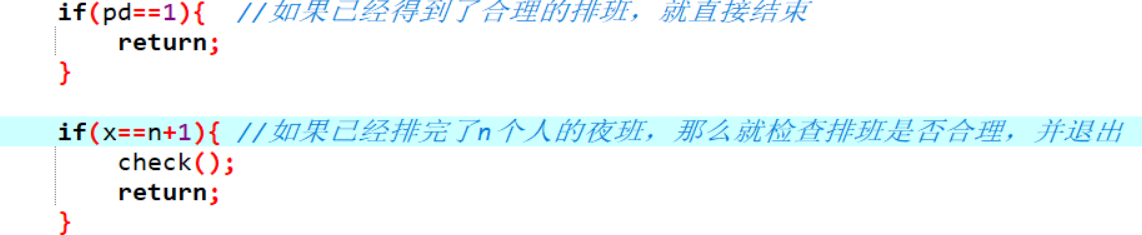 if(pd==1){  //如果已经得到了合理的排班，就直接结束
    return;
}
if(x==n+1){ //如果已经排完了n个人的夜班，那么就检查排班是否合理，并退出
    check();
    return;
}